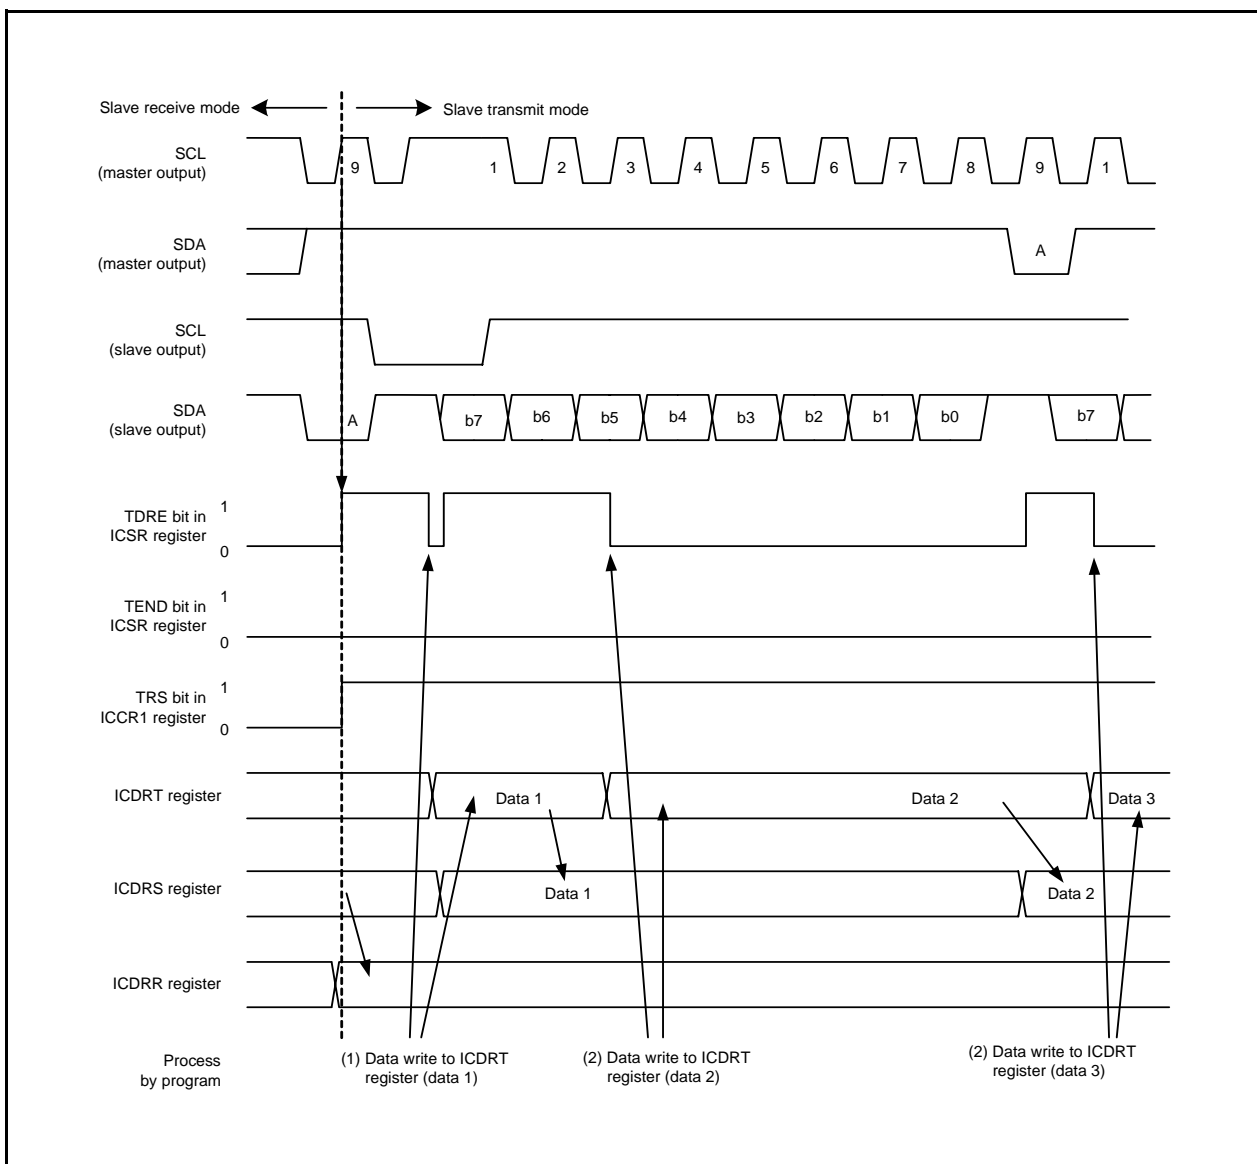 Slave receive mode
Slave transmit mode
SCL
(master output)
9 1 2 3 4 5 6 7 8 9 1
SDA
(master output)
A
SCL
(slave output)
SDA
(slave output)
A b7 b6 b5 b4 b3 b2 b1 b0 b7
TDRE bit in
ICSR register
1
0
TEND bit in
ICSR register
1
0
TRS bit in
ICCR1 register
1
0
ICDRT register
Data 1
Data 2
Data 3
ICDRS register
Data 1
Data 2
ICDRR register
Process
by program
(1) Data write to ICDRT
register (data 1)
(2) Data write to ICDRT
register (data 2)
(2) Data write to ICDRT
register (data 3)